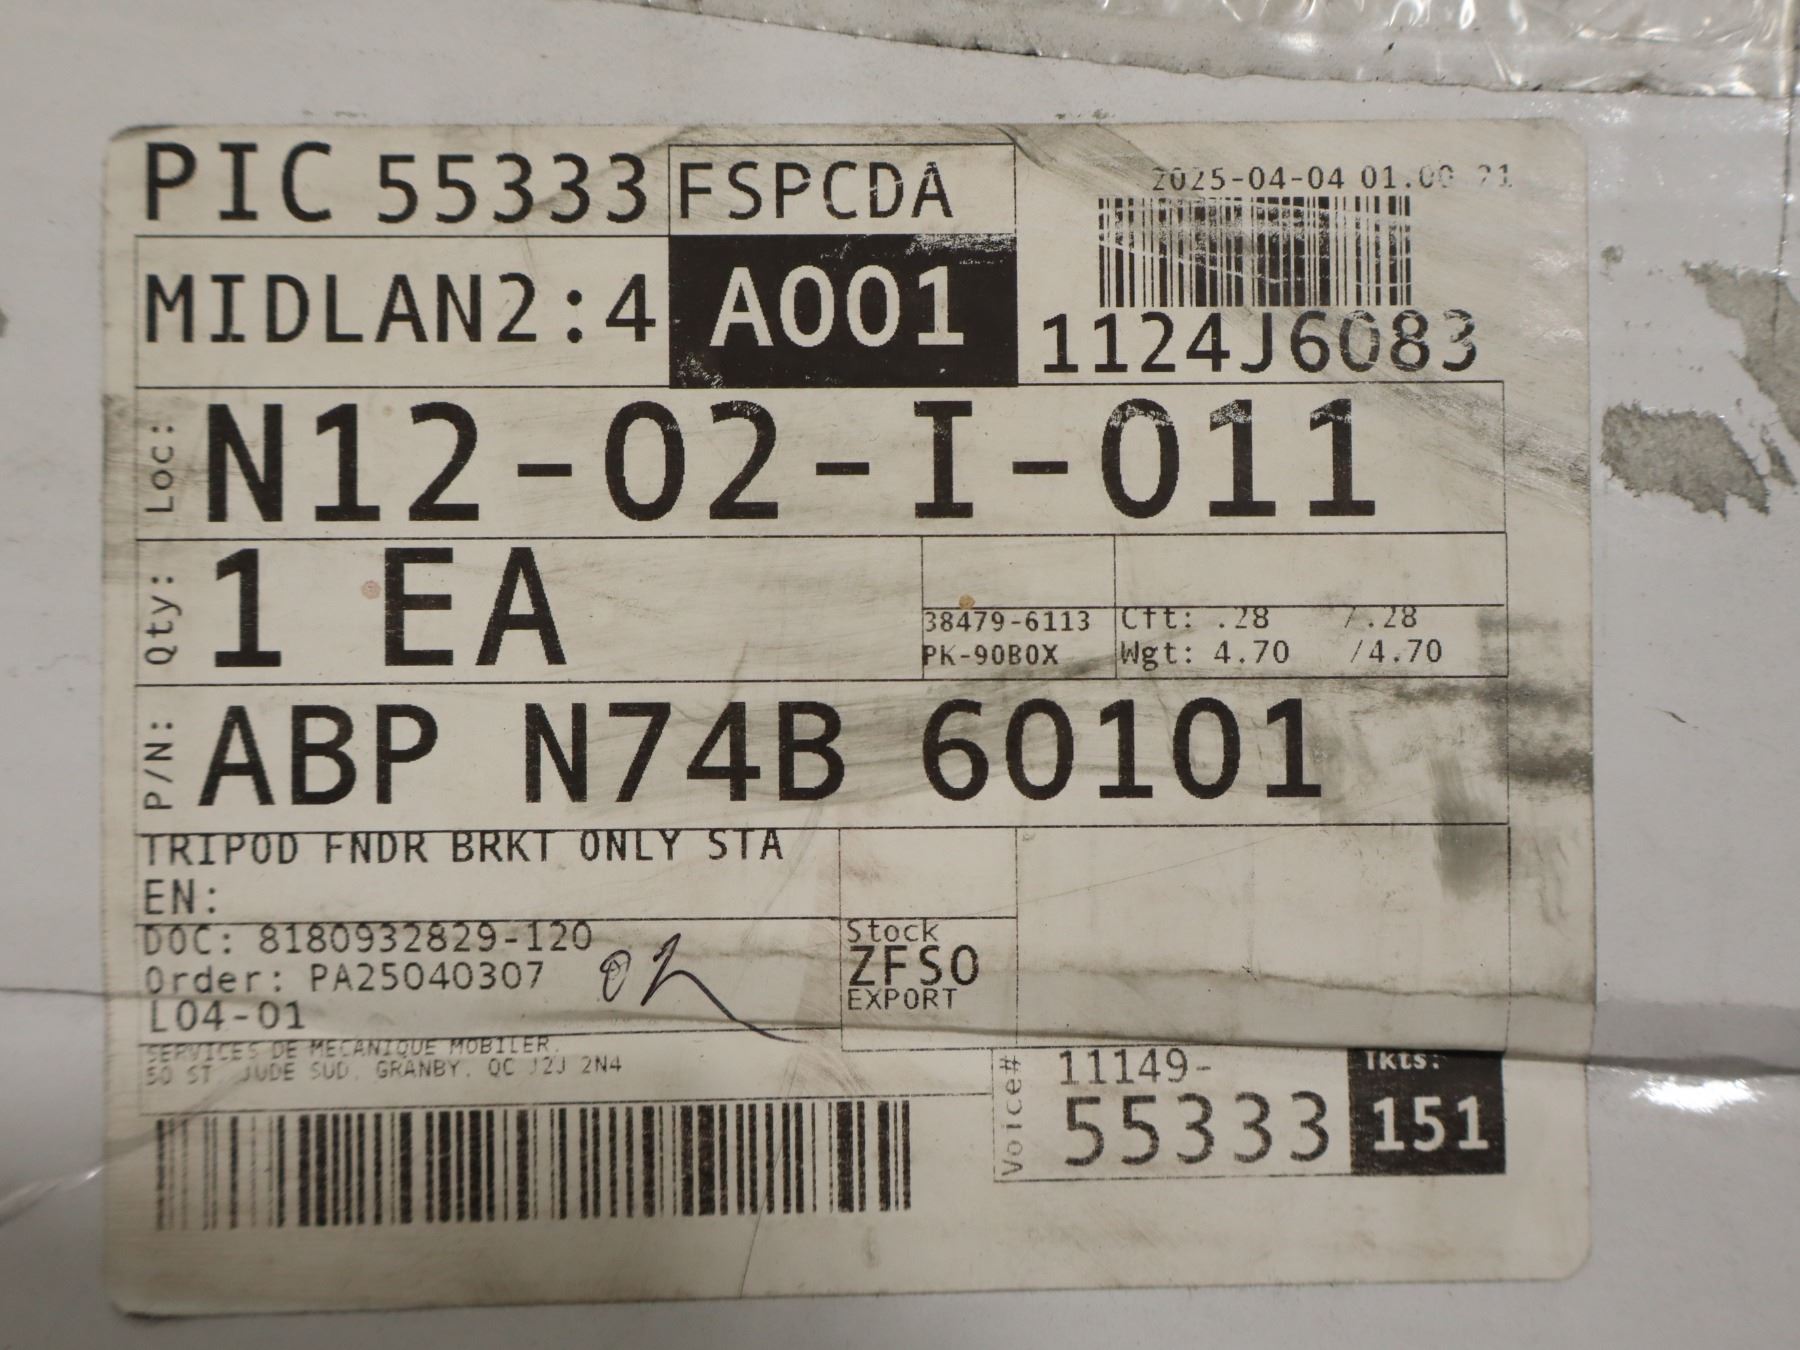 PIC 55333 FSPCDA
2025-04-04 01.00 21
MIDLAN2:4 A001
1124J6083
Loc: N12-02-I-011
Qty: 1 EA
38479-6113 Cft: .28 /.28
PK-90B0X Wgt: 4.70 /4.70
P/N: ABP N74B 60101
TRIPOD FNDR BRKT ONLY STA
EN:
DOC: 8180932829-120
Order: PA25040307
L04-01
Stock
ZFSO
EXPORT
SERVICES DE MECANIQUE MOBILER.
50 ST JUDE SUD, GRANBY, QC J2J 2N4
Voice# 11149-
55333
Tkts:
151